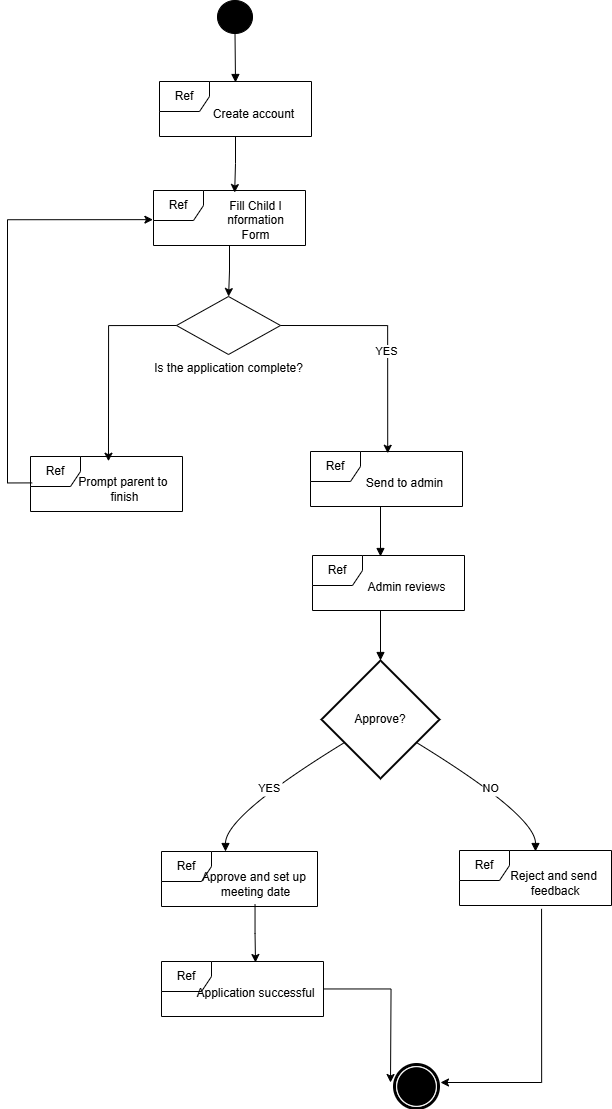 Ref
Create account
Ref
Fill Child I
nformation
Form
Is the application complete?
YES
Ref
Prompt parent to
finish
Ref
Send to admin
Ref
Admin reviews
Approve?
YES
NO
Ref
Approve and set up
meeting date
Ref
Reject and send
feedback
Ref
Application successful